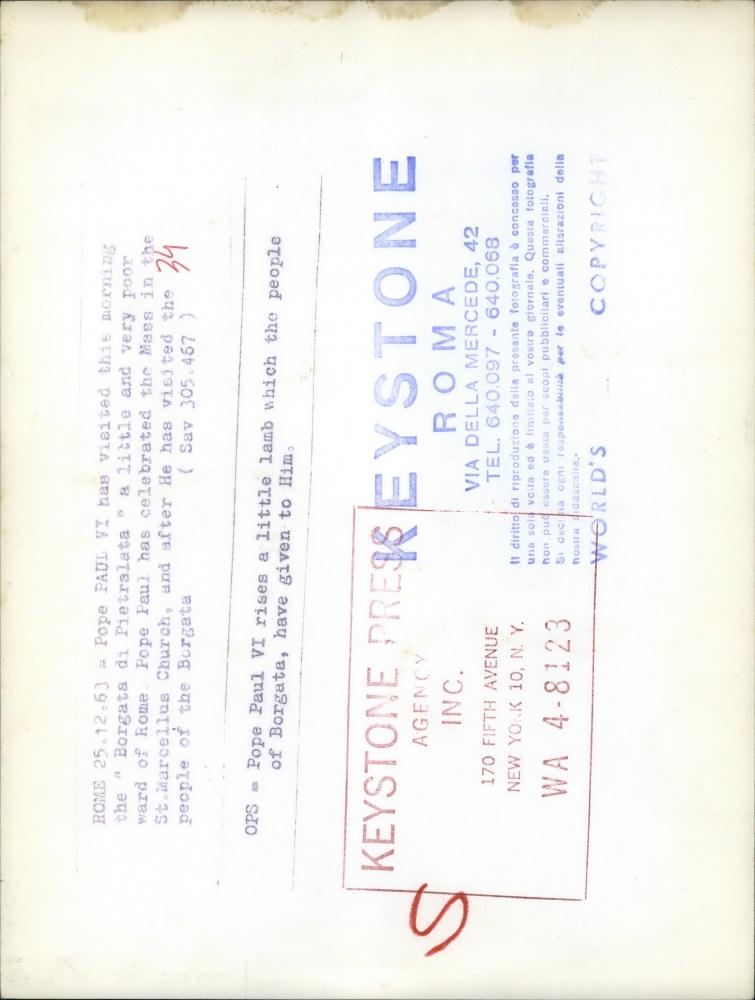 ROME 25.12.63 = Pope PAUL VI has visited this morning
the " Borgata di Pietralata " a little and very poor
ward of Rome. Pope Paul has celebrated the Mass in the
St.Marcellus Church, and after He has visited the
people of the Borgata ( Sav 305.467 )
34
OPS = Pope Paul VI rises a little lamb which the people
of Borgata, have given to Him.
KEYSTONE
ROMA
VIA DELLA MERCEDE, 42
TEL. 640.097 - 640.068
Il diritto di riproduzione della presente fotografia è concesso per
una sola volta ed è limitato al vostro giornale. Questa fotografia
non può essere usata per scopi pubblicitari o commerciali.
Si declina ogni responsabilità per le eventuali alterazioni della
nostra didascalia.-
WORLD'S COPYRIGHT
KEYSTONE PRESS
AGENCY
INC.
170 FIFTH AVENUE
NEW YORK 10, N. Y.
WA 4-8123
S